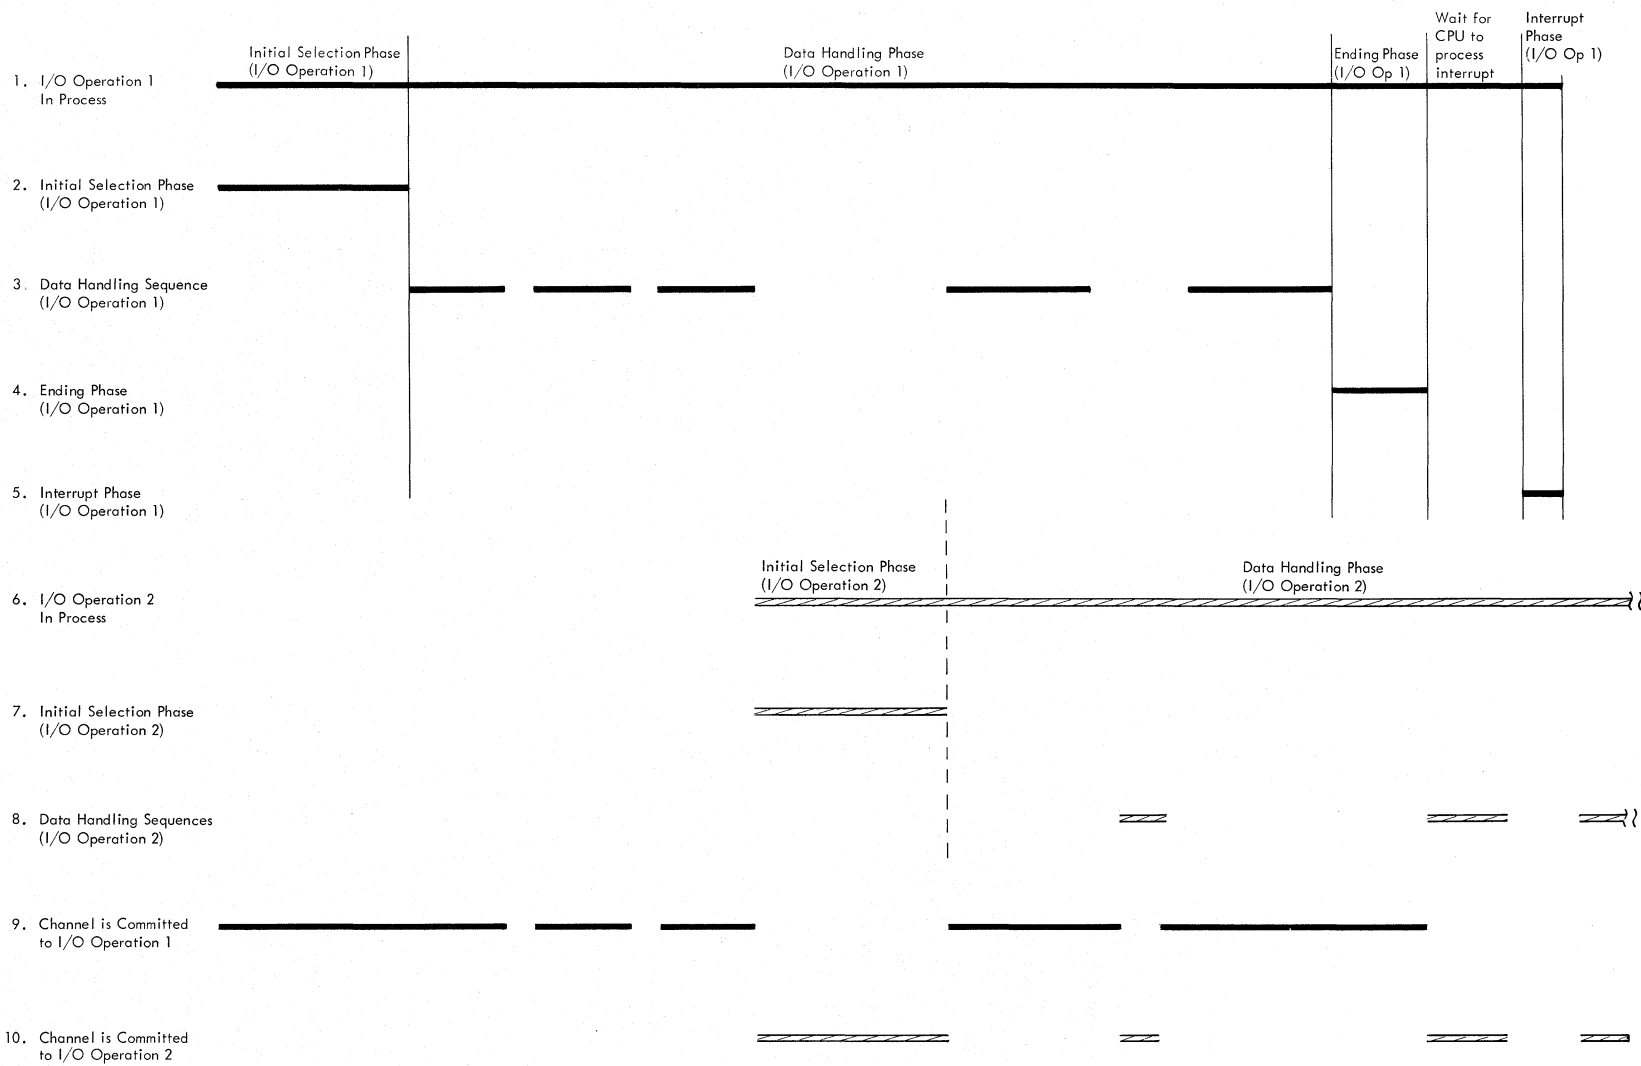 Initial Selection Phase
(I/O Operation 1)
Data Handling Phase
(I/O Operation 1)
Ending Phase
(I/O Op 1)
Wait for
CPU to
process
interrupt
Interrupt
Phase
(I/O Op 1)
1. I/O Operation 1
In Process
2. Initial Selection Phase
(I/O Operation 1)
3. Data Handling Sequence
(I/O Operation 1)
4. Ending Phase
(I/O Operation 1)
5. Interrupt Phase
(I/O Operation 1)
Initial Selection Phase
(I/O Operation 2)
Data Handling Phase
(I/O Operation 2)
6. I/O Operation 2
In Process
7. Initial Selection Phase
(I/O Operation 2)
8. Data Handling Sequences
(I/O Operation 2)
9. Channel is Committed
to I/O Operation 1
10. Channel is Committed
to I/O Operation 2